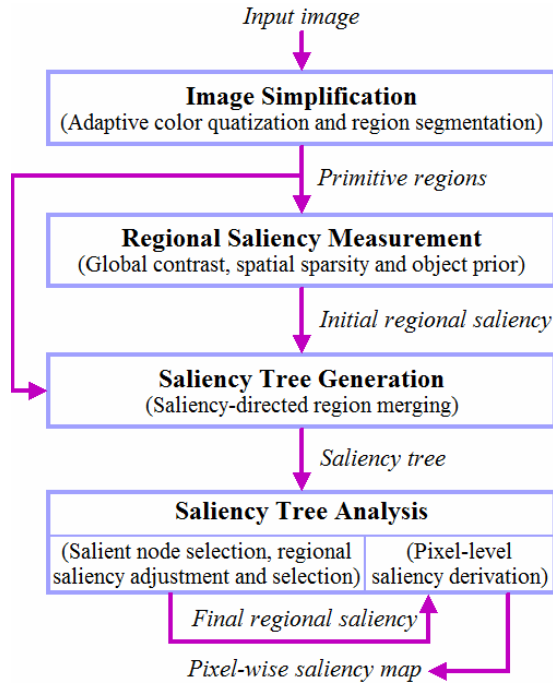 Input image
Image Simplification
(Adaptive color quatization and region segmentation)
Primitive regions
Regional Saliency Measurement
(Global contrast, spatial sparsity and object prior)
Initial regional saliency
Saliency Tree Generation
(Saliency-directed region merging)
Saliency tree
Saliency Tree Analysis
(Salient node selection, regional
saliency adjustment and selection)
(Pixel-level
saliency derivation)
Final regional saliency
Pixel-wise saliency map